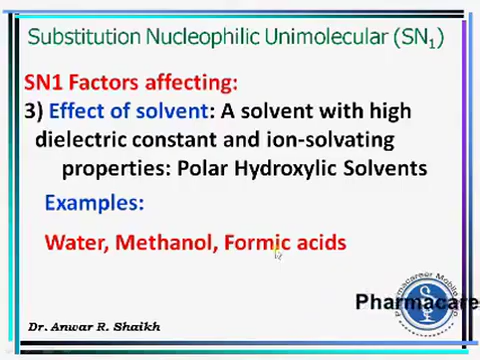 Substitution Nucleophilic Unimolecular (SN1)
SN1 Factors affecting:
3) Effect of solvent: A solvent with high
dielectric constant and ion-solvating
properties: Polar Hydroxylic Solvents
Examples:
Water, Methanol, Formic acids
Pharmacare
Dr. Anwar R. Shaikh